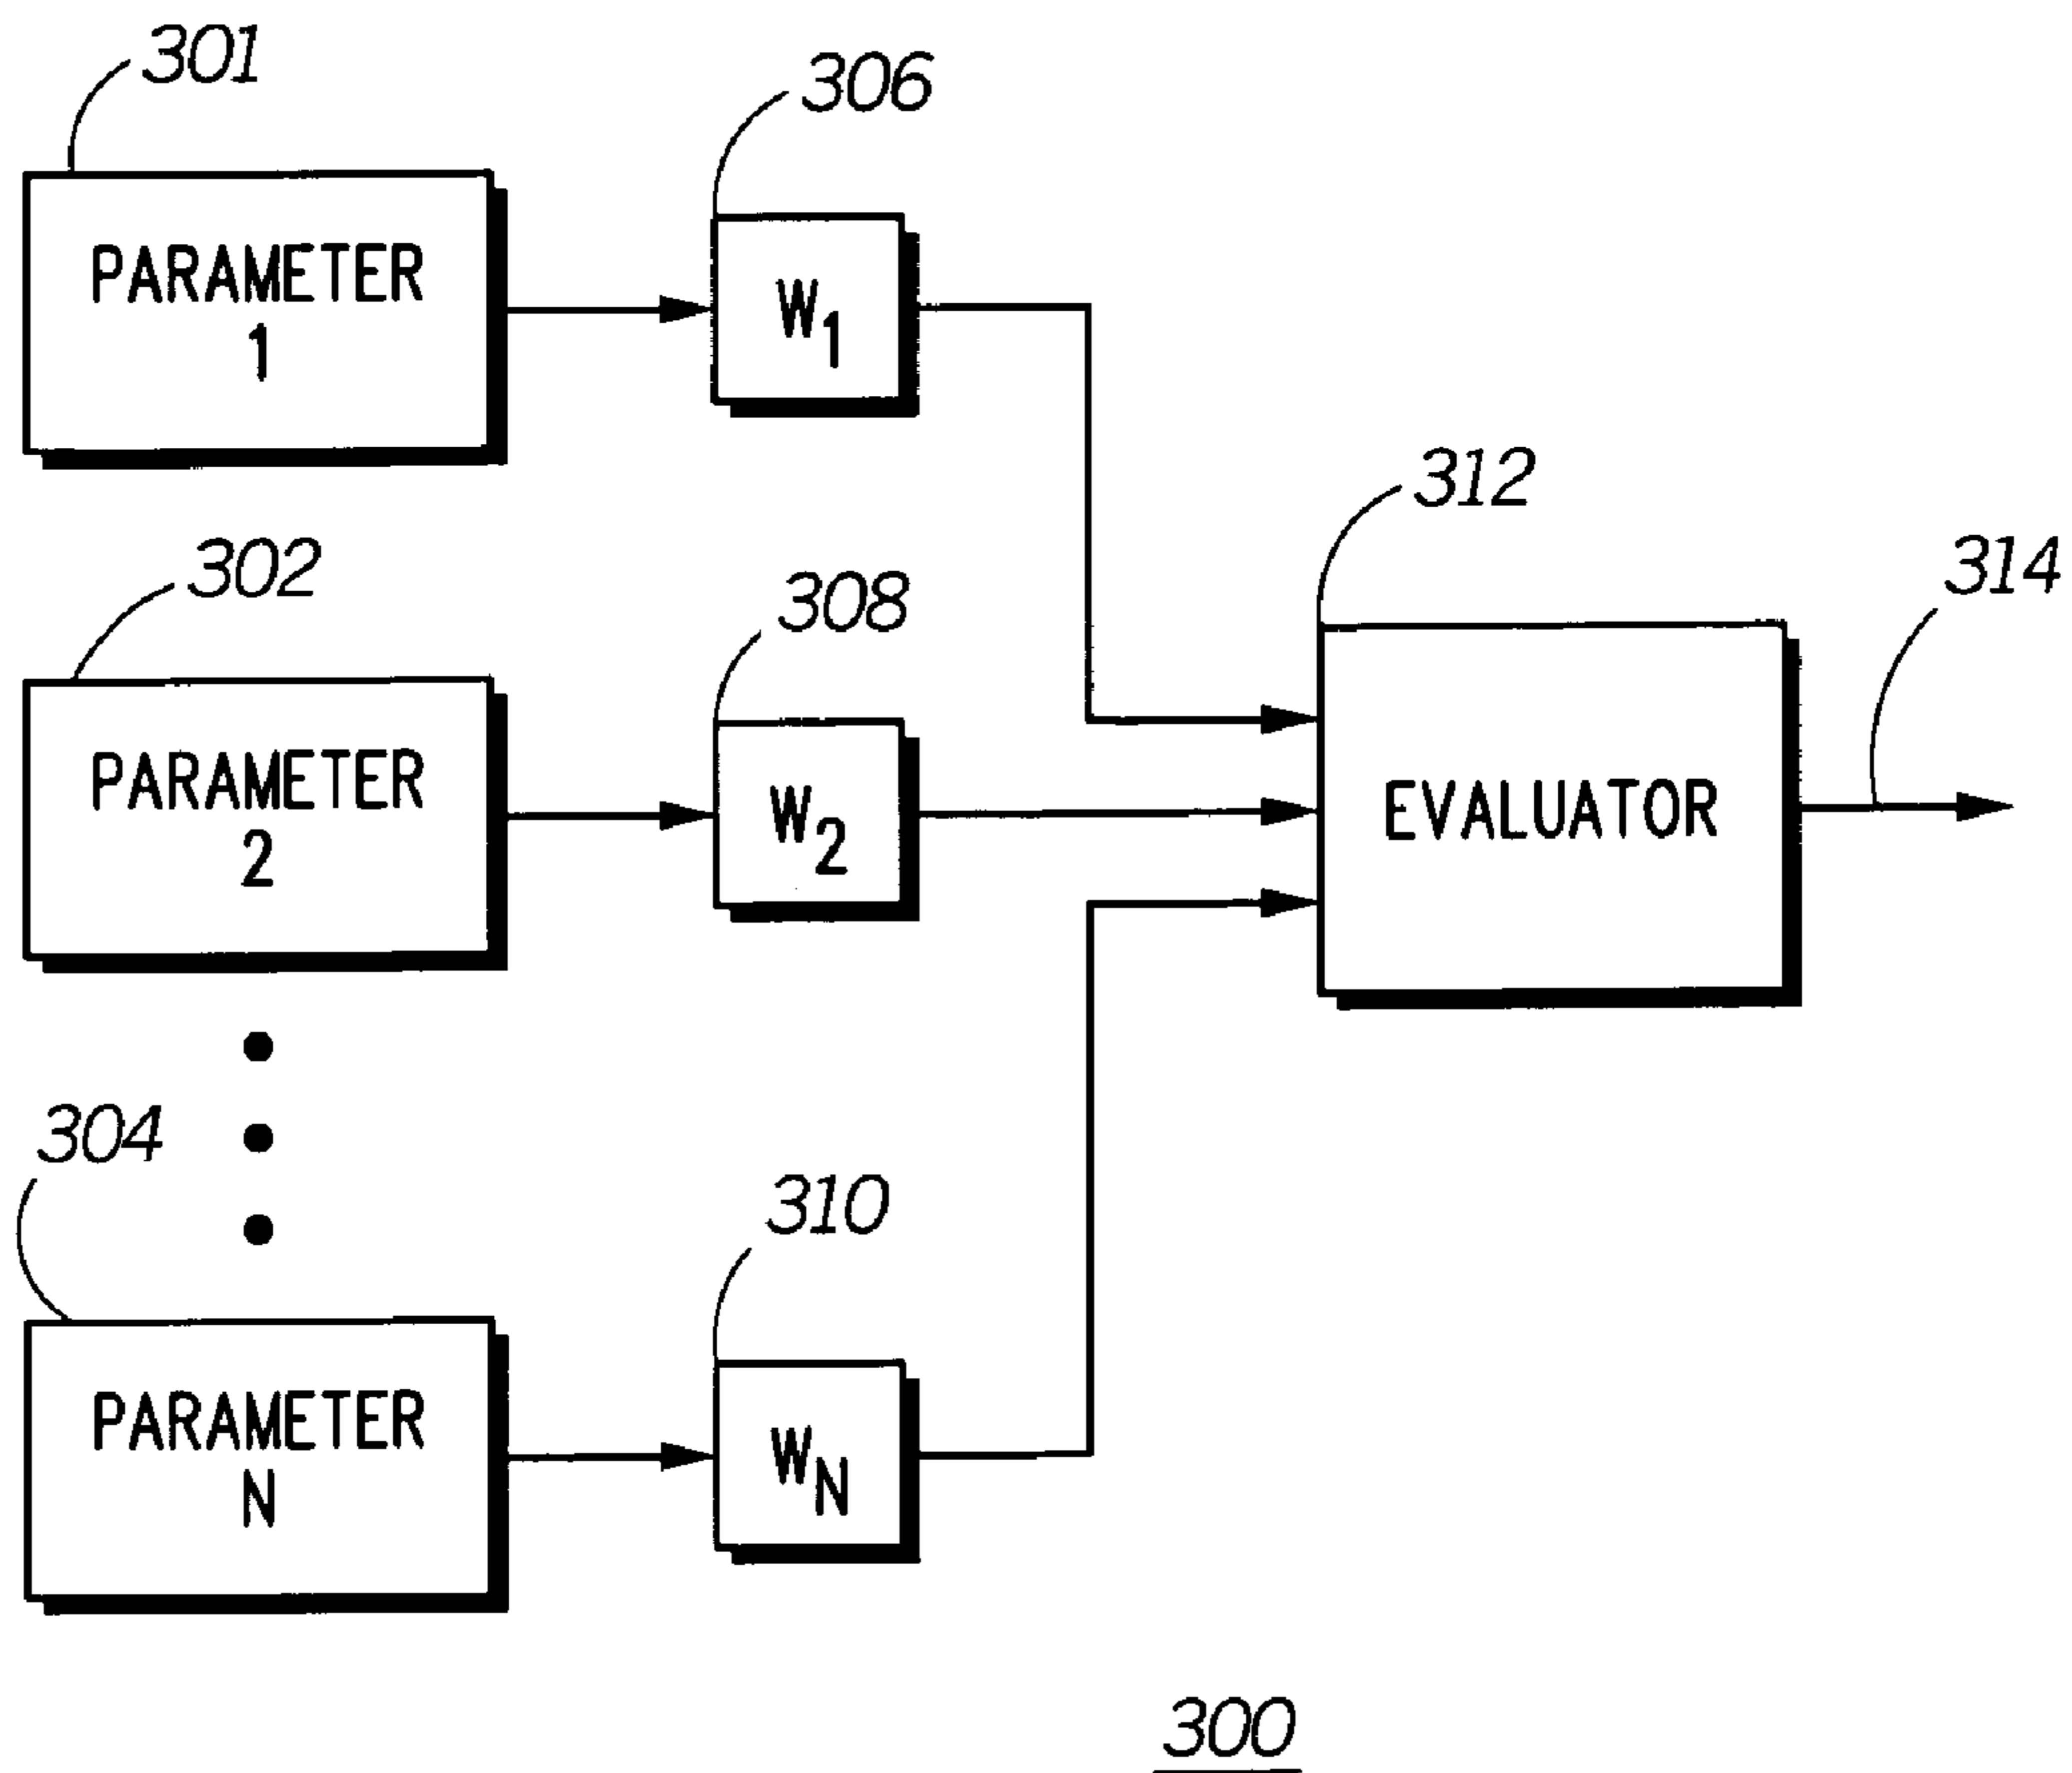 301
306
PARAMETER
1
W1
312
314
302
308
PARAMETER
2
W2
EVALUATOR
304
310
PARAMETER
N
WN
300